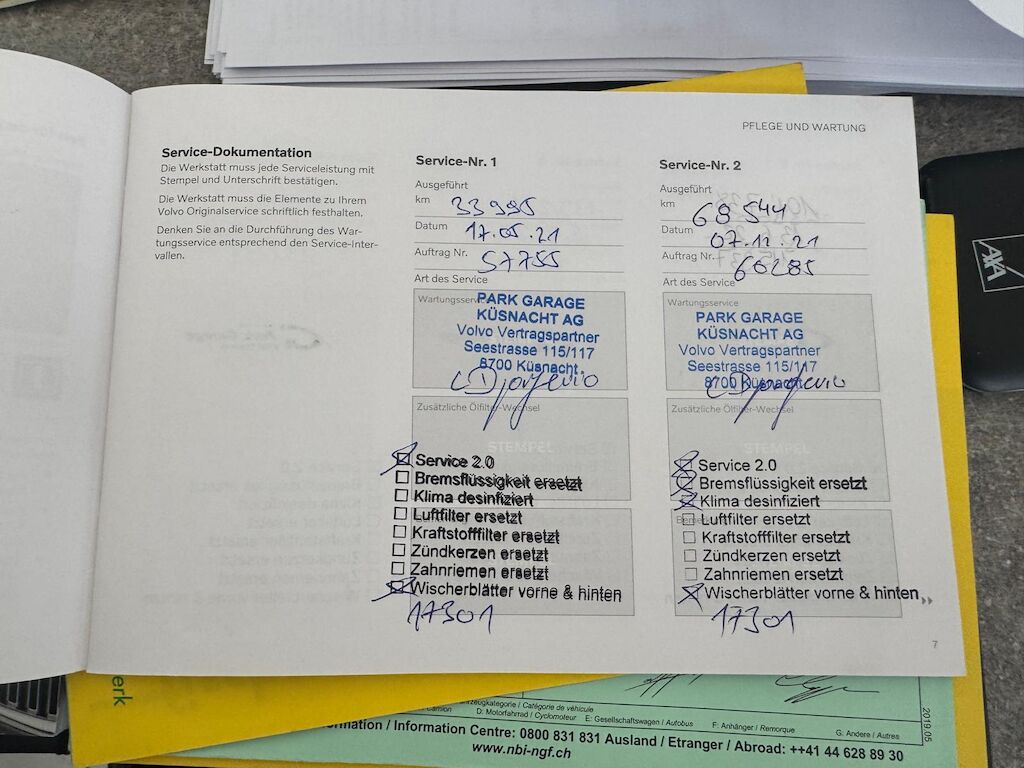 PFLEGE UND WARTUNG
Service-Dokumentation
Die Werkstatt muss jede Serviceleistung mit
Stempel und Unterschrift bestätigen.
Die Werkstatt muss die Elemente zu Ihrem
Volvo Originalservice schriftlich festhalten.
Denken Sie an die Durchführung des War-
tungsservice entsprechend den Service-Inter-
vallen.
Service-Nr. 1
Ausgeführt
km 33995
Datum 17.05.21
Auftrag Nr. 57755
Art des Service
Wartungsservice
PARK GARAGE
KÜSNACHT AG
Volvo Vertragspartner
Seestrasse 115/117
8700 Küsnacht
Zusätzliche Ölfilter-Wechsel
STEMPEL
Service 2.0
Bremsflüssigkeit ersetzt
Klima desinfiziert
Luftfilter ersetzt
Kraftstofffilter ersetzt
Zündkerzen ersetzt
Zahnriemen ersetzt
Wischerblätter vorne & hinten
17301
Service-Nr. 2
Ausgeführt
km 68544
Datum 07.12.21
Auftrag Nr. 60285
Art des Service
Wartungsservice
PARK GARAGE
KÜSNACHT AG
Volvo Vertragspartner
Seestrasse 115/117
8700 Küsnacht
Zusätzliche Ölfilter-Wechsel
STEMPEL
Service 2.0
Bremsflüssigkeit ersetzt
Klima desinfiziert
Luftfilter ersetzt
Kraftstofffilter ersetzt
Zündkerzen ersetzt
Zahnriemen ersetzt
Wischerblätter vorne & hinten
17301
7
AXA
erk
Catégorie de véhicule
D: Motorfahrrad / Cyclomoteur E: Gesellschaftswagen / Autobus F: Anhänger / Remorque G: Andere / Autres
2019.05
Information Centre: 0800 831 831 Ausland / Etranger / Abroad: ++41 44 628 89 30
www.nbi-ngf.ch